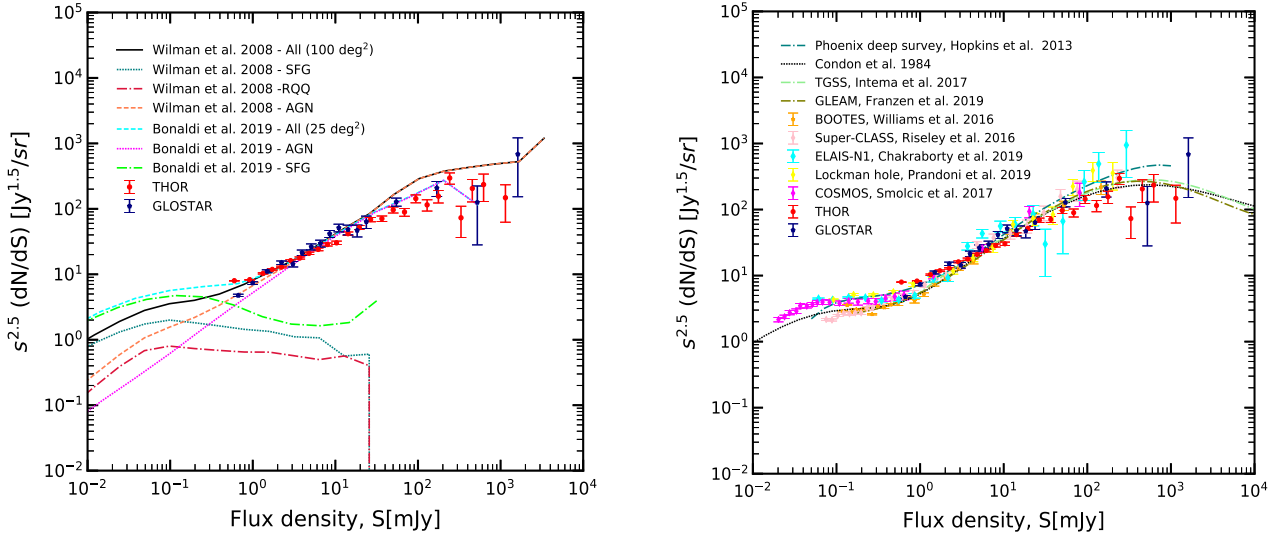 10^5
10^4
10^3
10^2
10^1
10^0
10^-1
10^-2
s^2.5 (dN/dS) [Jy^1.5/sr]
Wilman et al. 2008 - All (100 deg^2)
Wilman et al. 2008 - SFG
Wilman et al. 2008 -RQQ
Wilman et al. 2008 - AGN
Bonaldi et al. 2019 - All (25 deg^2)
Bonaldi et al. 2019 - AGN
Bonaldi et al. 2019 - SFG
THOR
GLOSTAR
10^-2 10^-1 10^0 10^1 10^2 10^3 10^4
Flux density, S[mJy]
10^5
10^4
10^3
10^2
10^1
10^0
10^-1
10^-2
s^2.5 (dN/dS) [Jy^1.5/sr]
Phoenix deep survey, Hopkins et al.  2013
Condon et al. 1984
TGSS, Intema et al. 2017
GLEAM, Franzen et al. 2019
BOOTES, Williams et al. 2016
Super-CLASS, Riseley et al. 2016
ELAIS-N1, Chakraborty et al. 2019
Lockman hole, Prandoni et al. 2019
COSMOS, Smolcic et al. 2017
THOR
GLOSTAR
10^-2 10^-1 10^0 10^1 10^2 10^3 10^4
Flux density, S[mJy]